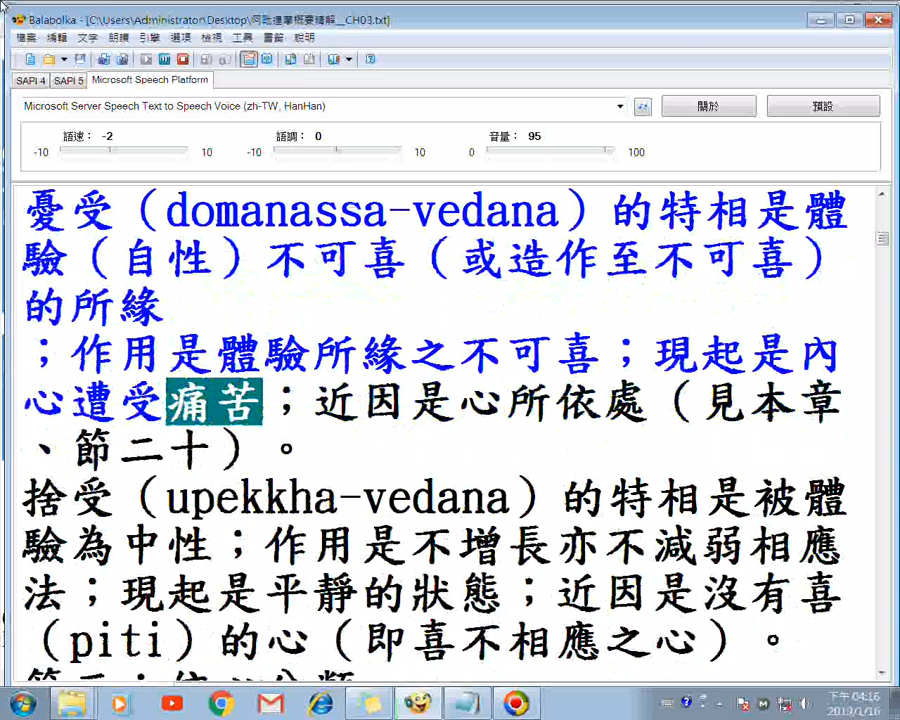 Balabolka - [C:\Users\Administrator\Desktop\阿毗達摩概要精解__CH03.txt]
檔案 編輯 文字 朗讀 引擎 選項 檢視 工具 書籤 說明
SAPI 4 SAPI 5 Microsoft Speech Platform
Microsoft Server Speech Text to Speech Voice (zh-TW, HanHan) 關於 預設
語速： -2 語調： 0 音量： 95
-10 10 -10 10 0 100
憂受（domanassa-vedana）的特相是體
驗（自性）不可喜（或造作至不可喜）
的所緣
；作用是體驗所緣之不可喜；現起是內
心遭受痛苦；近因是心所依處（見本章
、節二十）。
捨受（upekkha-vedana）的特相是被體
驗為中性；作用是不增長亦不減弱相應
法；現起是平靜的狀態；近因是沒有喜
（piti）的心（即喜不相應之心）。
下午 04:16
2019/1/16